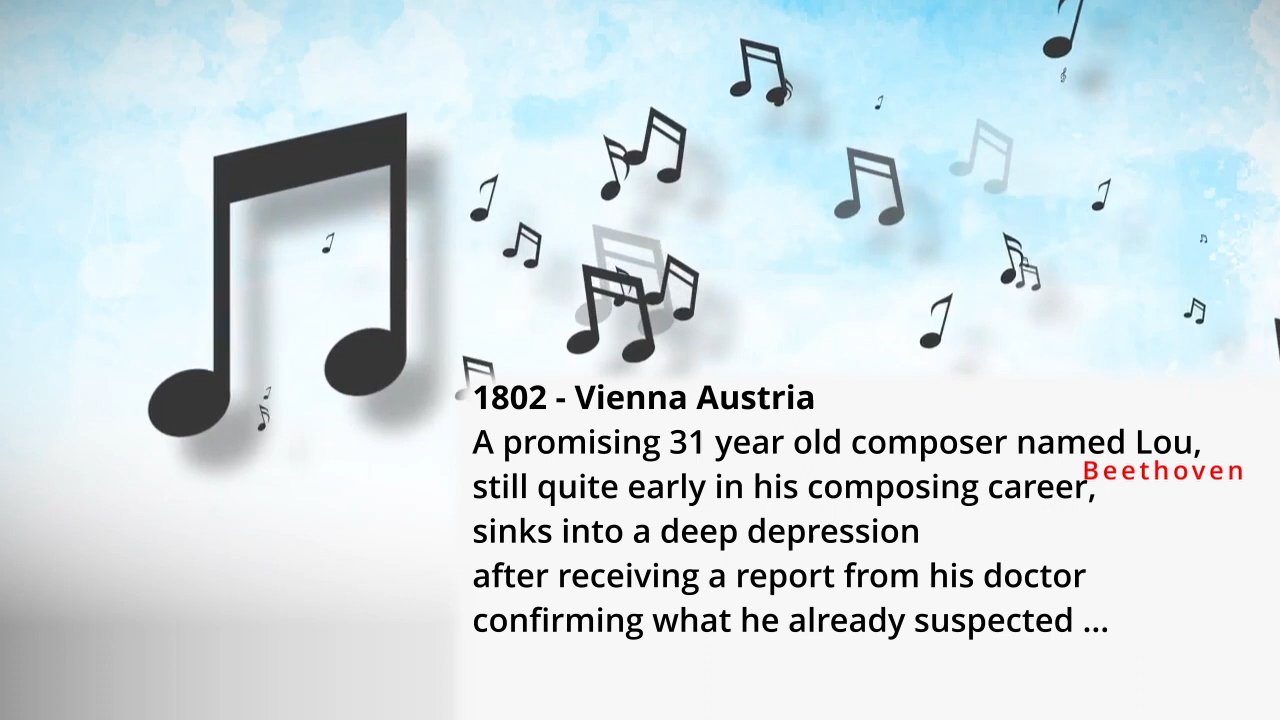 1802 - Vienna Austria
A promising 31 year old composer named Lou,
Beethoven
still quite early in his composing career,
sinks into a deep depression
after receiving a report from his doctor
confirming what he already suspected ...